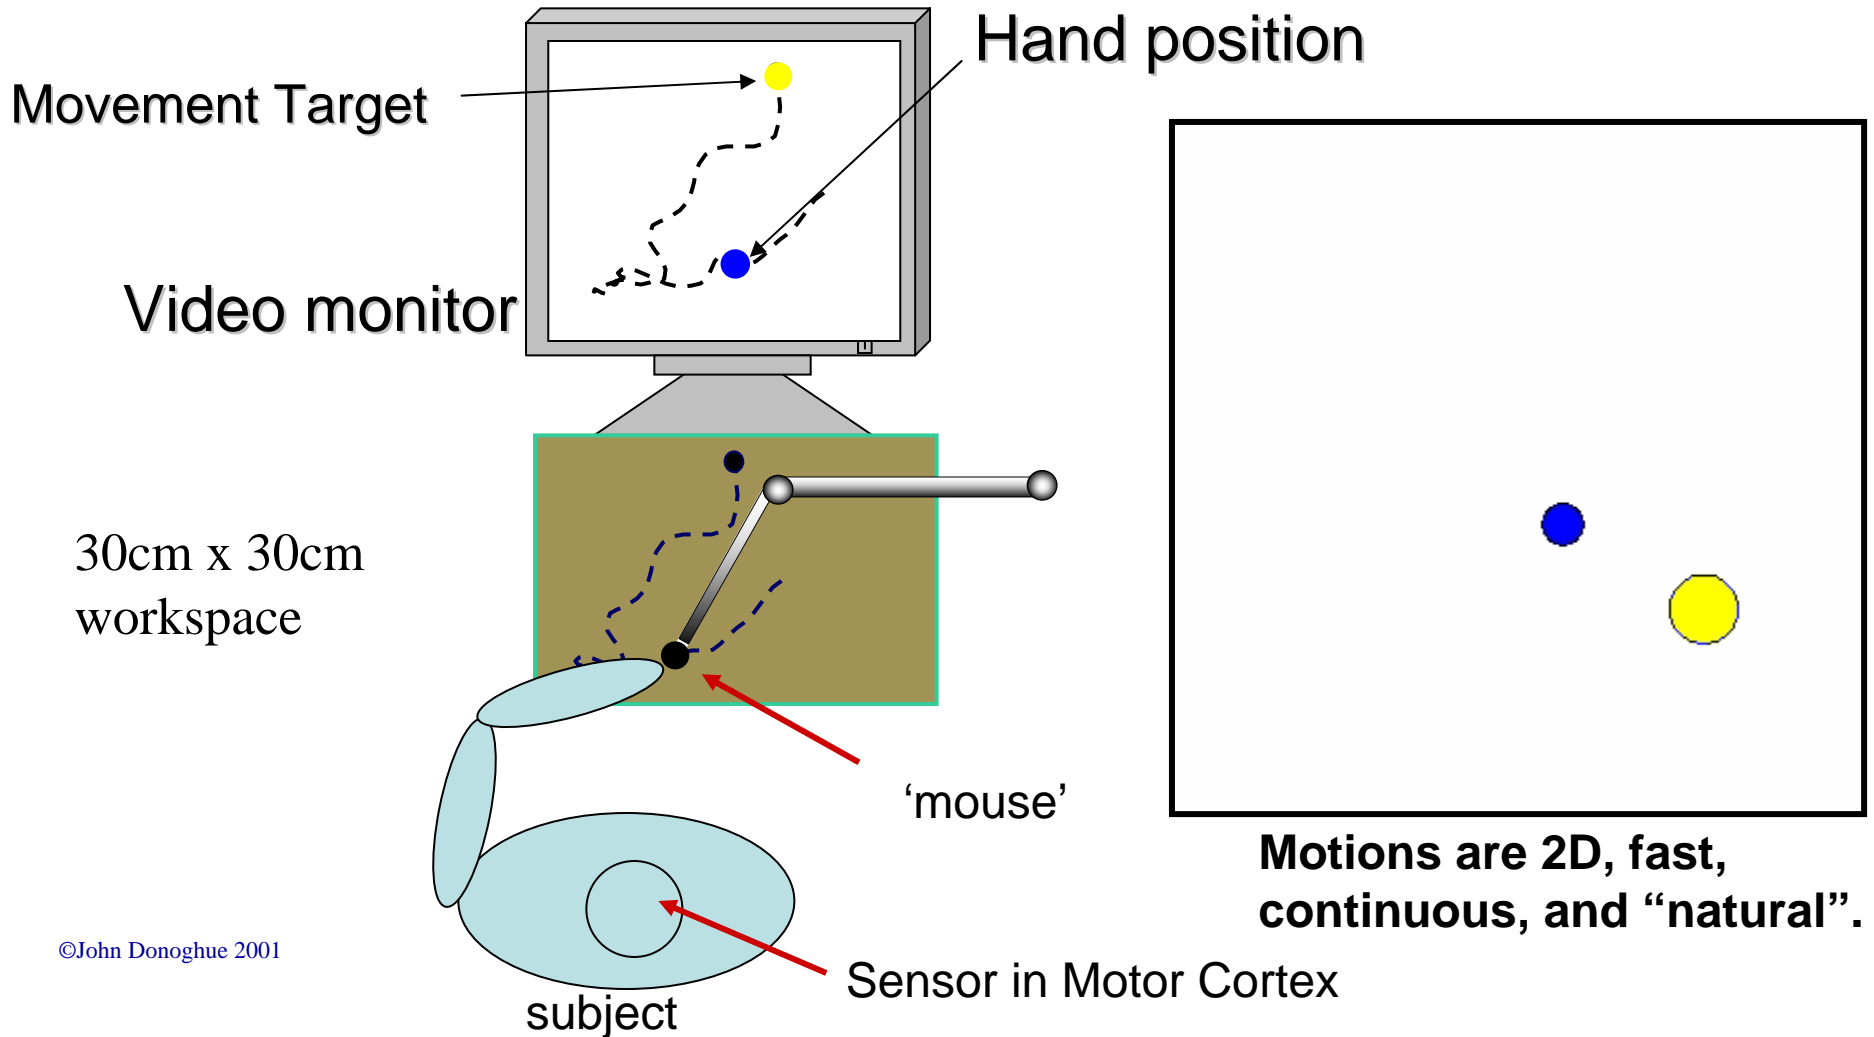 Hand position
Movement Target
Video monitor
30cm x 30cm
workspace
‘mouse’
Motions are 2D, fast,
continuous, and “natural”.
©John Donoghue 2001
Sensor in Motor Cortex
subject